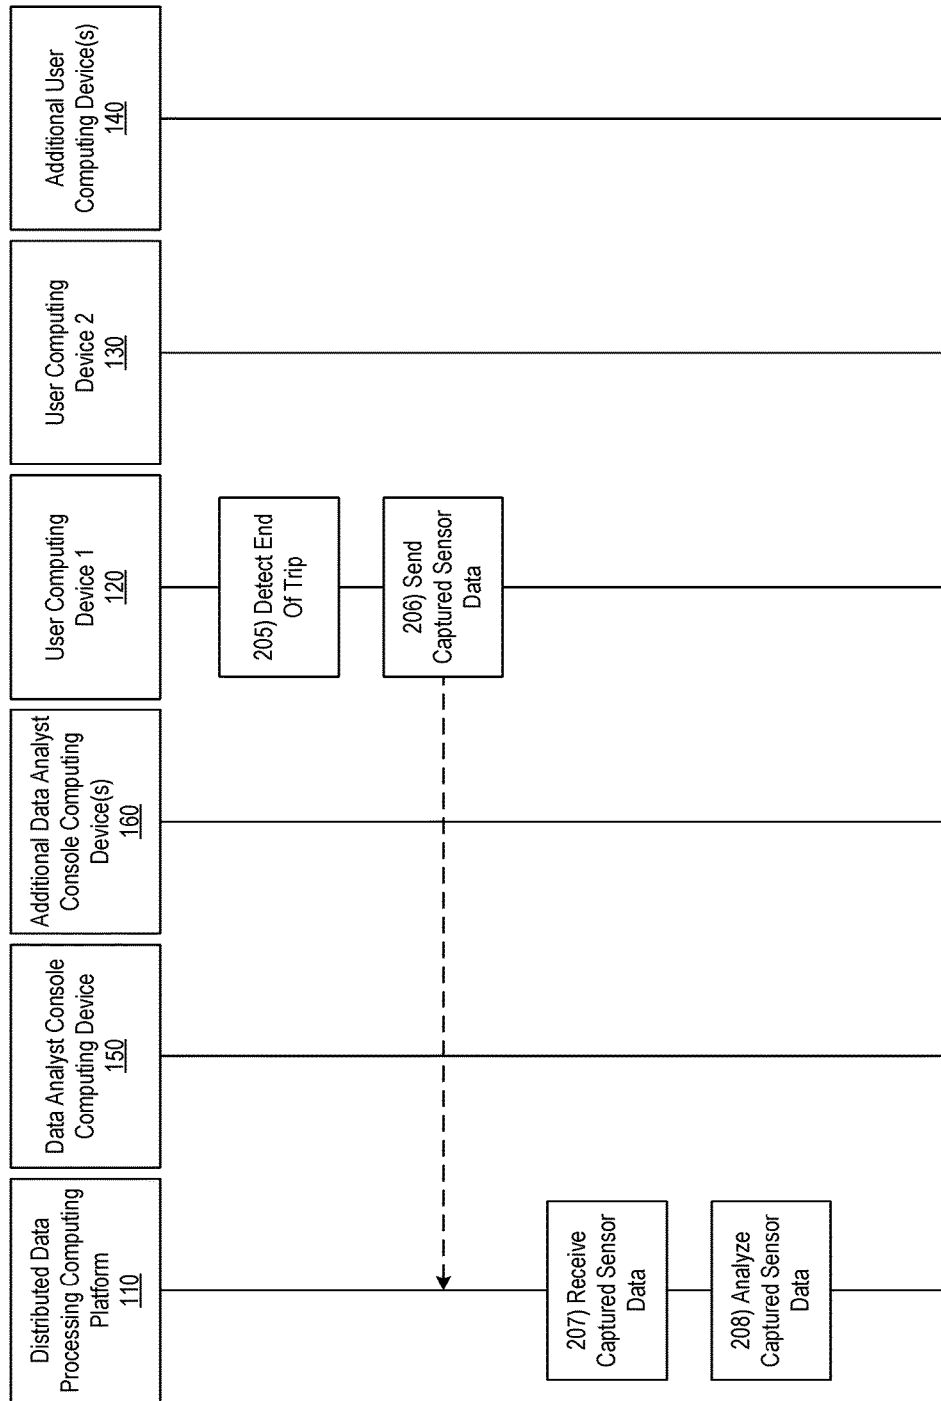 Distributed Data
Processing Computing
Platform
110
Data Analyst Console
Computing Device
150
Additional Data Analyst
Console Computing
Device(s)
160
User Computing
Device 1
120
User Computing
Device 2
130
Additional User
Computing Device(s)
140
205) Detect End
Of Trip
206) Send
Captured Sensor
Data
207) Receive
Captured Sensor
Data
208) Analyze
Captured Sensor
Data